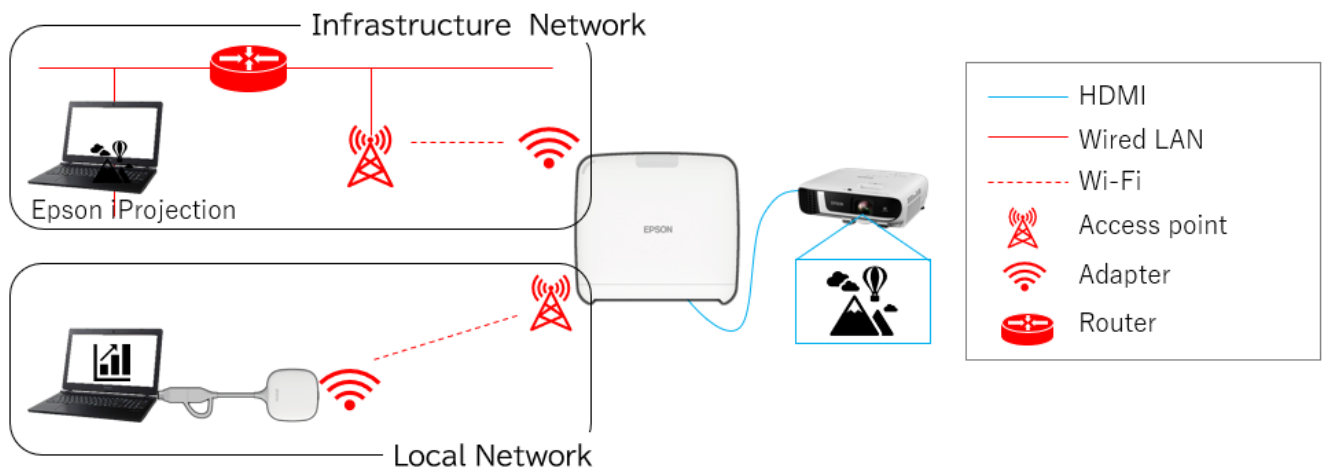 Infrastructure Network
Epson iProjection
EPSON
Local Network
HDMI
Wired LAN
Wi-Fi
Access point
Adapter
Router